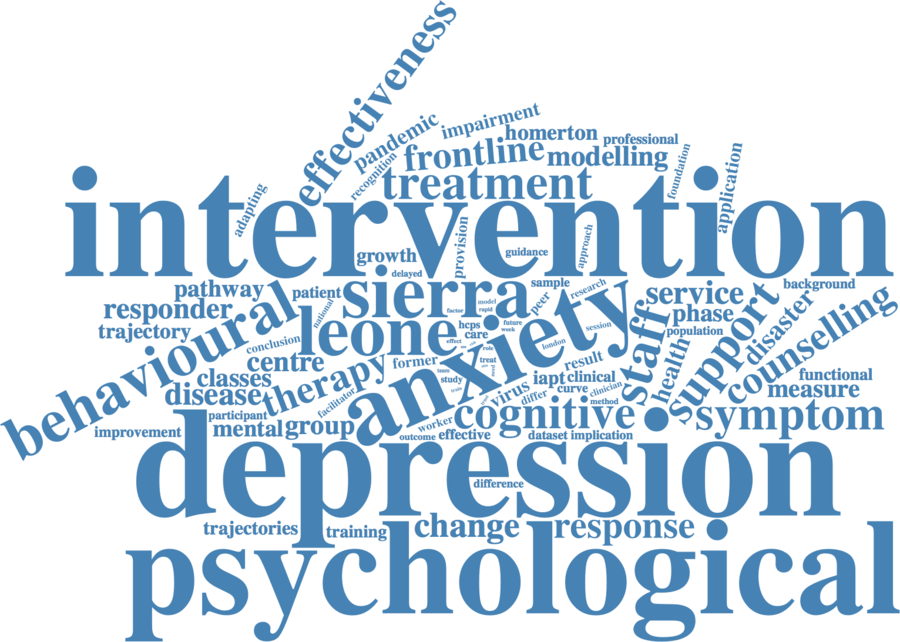 effectiveness
pandemic
impairment
recognition
frontline
homerton
professional
modelling
foundation
application
treatment
adapting
intervention
growth
delayed
provision
guidance
approach
pathway
patient
sierra
sample
research
peer
service
background
responder
national
leone
factor
model
rapid
hcps
future
week
care
phase
population
disaster
trajectory
conclusion
effect
session
london
behavioural
centre
therapy
former
treat
anxiety
result
staff
health
support
counselling
classes
disease
team
study
virus
iapt
clinical
curve
clinician
method
functional
measure
facilitator
differ
participant
improvement
mental
group
worker
cognitive
symptom
outcome
effective
dataset
implication
depression
difference
trajectories
training
change
response
psychological